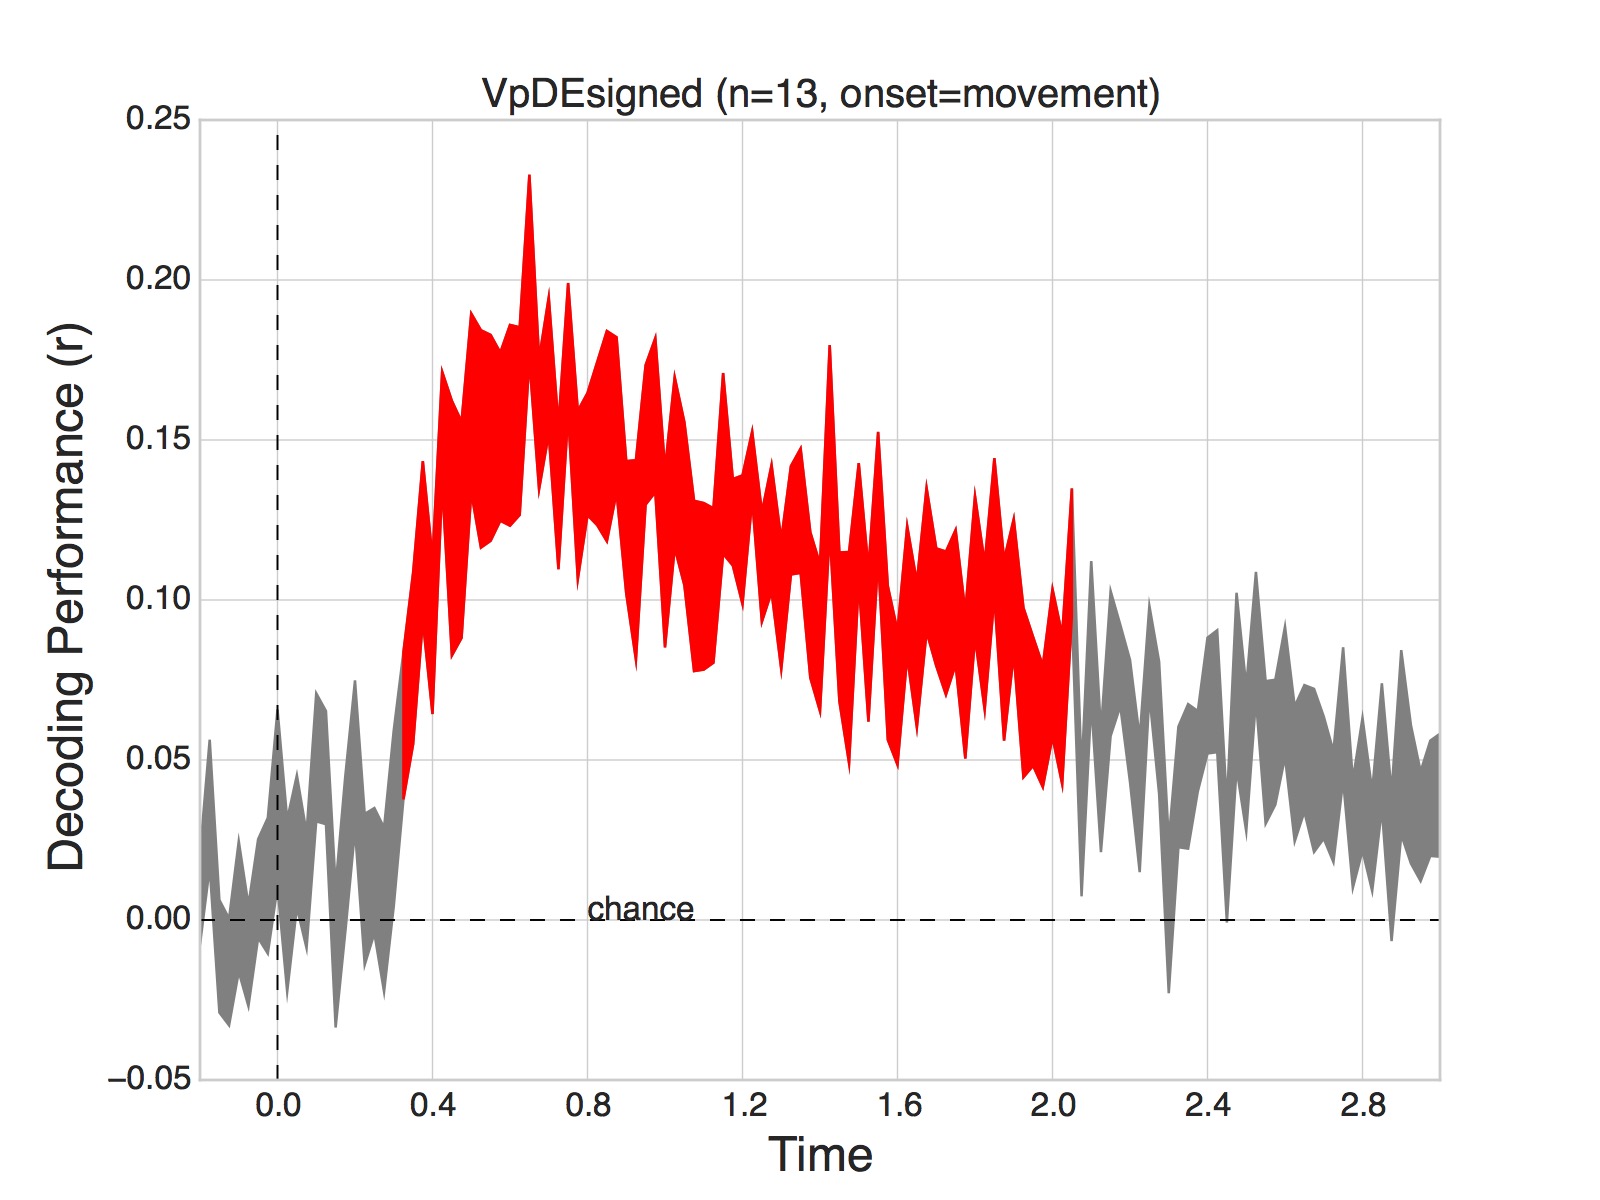 VpDEsigned (n=13, onset=movement)
0.25
0.20
0.15
0.10
0.05
0.00
−0.05
Decoding Performance (r)
chance
0.0 0.4 0.8 1.2 1.6 2.0 2.4 2.8
Time